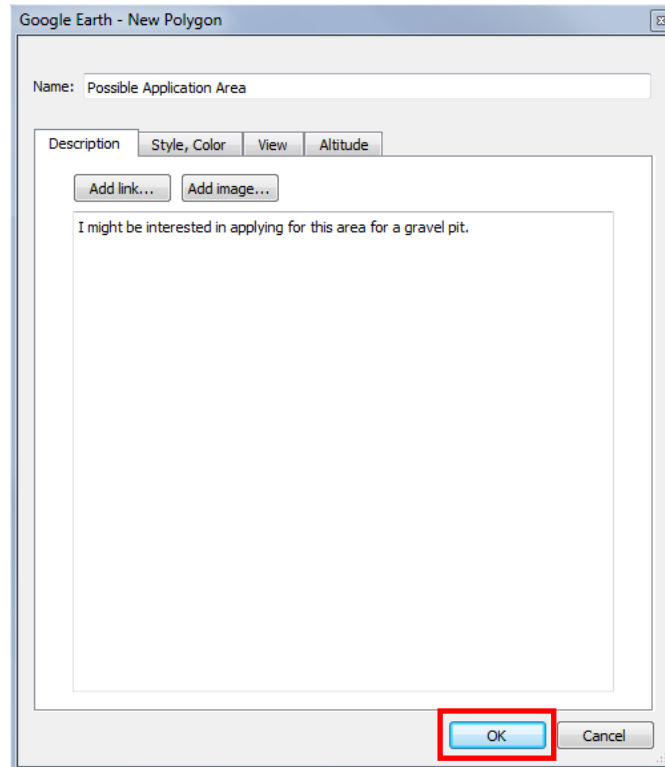 Google Earth - New Polygon
Name: Possible Application Area
Description Style, Color View Altitude
Add link... Add image...
I might be interested in applying for this area for a gravel pit.
OK Cancel